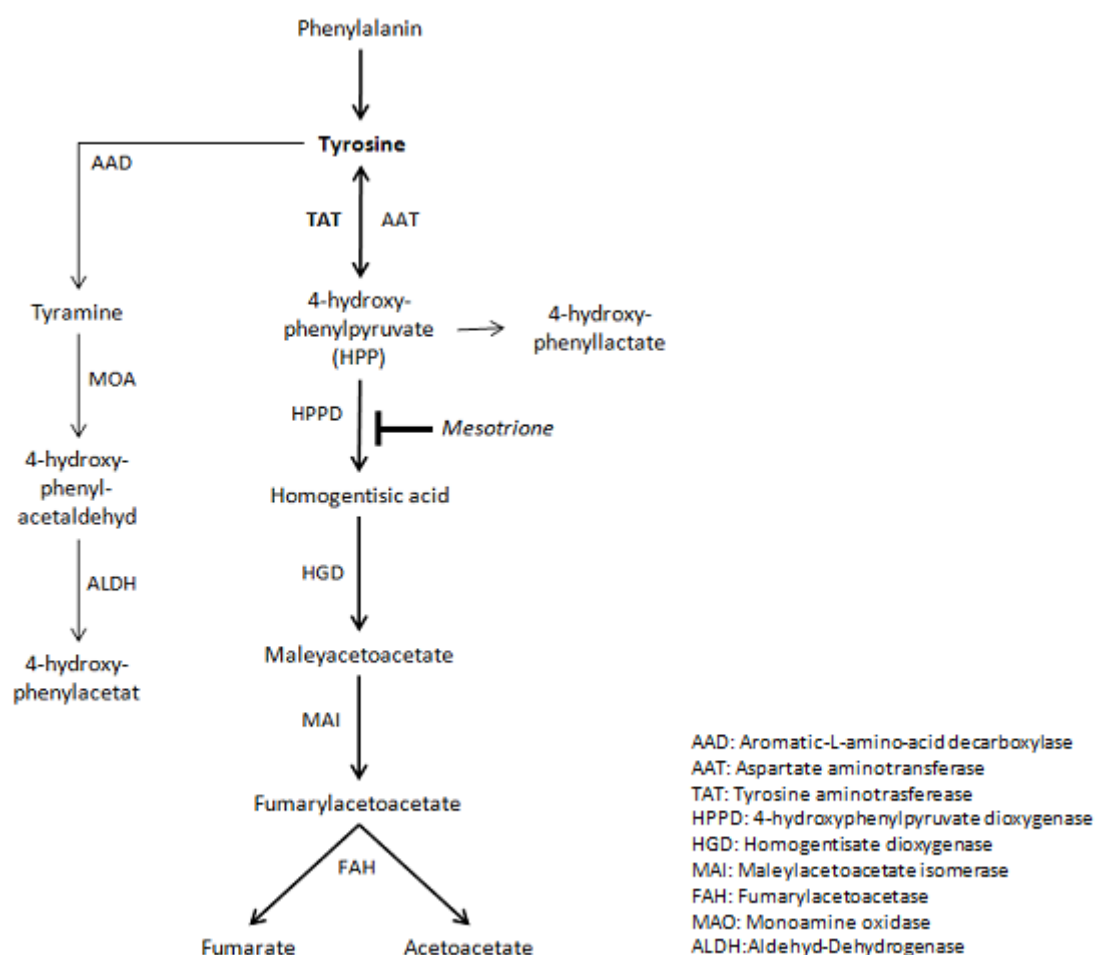 Phenylalanin
Tyrosine
AAD
TAT
AAT
Tyramine
4-hydroxy-
phenylpyruvate
(HPP)
4-hydroxy-
phenyllactate
MOA
HPPD
Mesotrione
4-hydroxy-
phenyl-
acetaldehyd
Homogentisic acid
HGD
ALDH
4-hydroxy-
phenylacetat
Maleyacetoacetate
MAI
Fumarylacetoacetate
FAH
Fumarate
Acetoacetate
AAD: Aromatic-L-amino-acid decarboxylase
AAT: Aspartate aminotransferase
TAT: Tyrosine aminotrasferease
HPPD: 4-hydroxyphenylpyruvate dioxygenase
HGD: Homogentisate dioxygenase
MAI: Maleylacetoacetate isomerase
FAH: Fumarylacetoacetase
MAO: Monoamine oxidase
ALDH:Aldehyd-Dehydrogenase